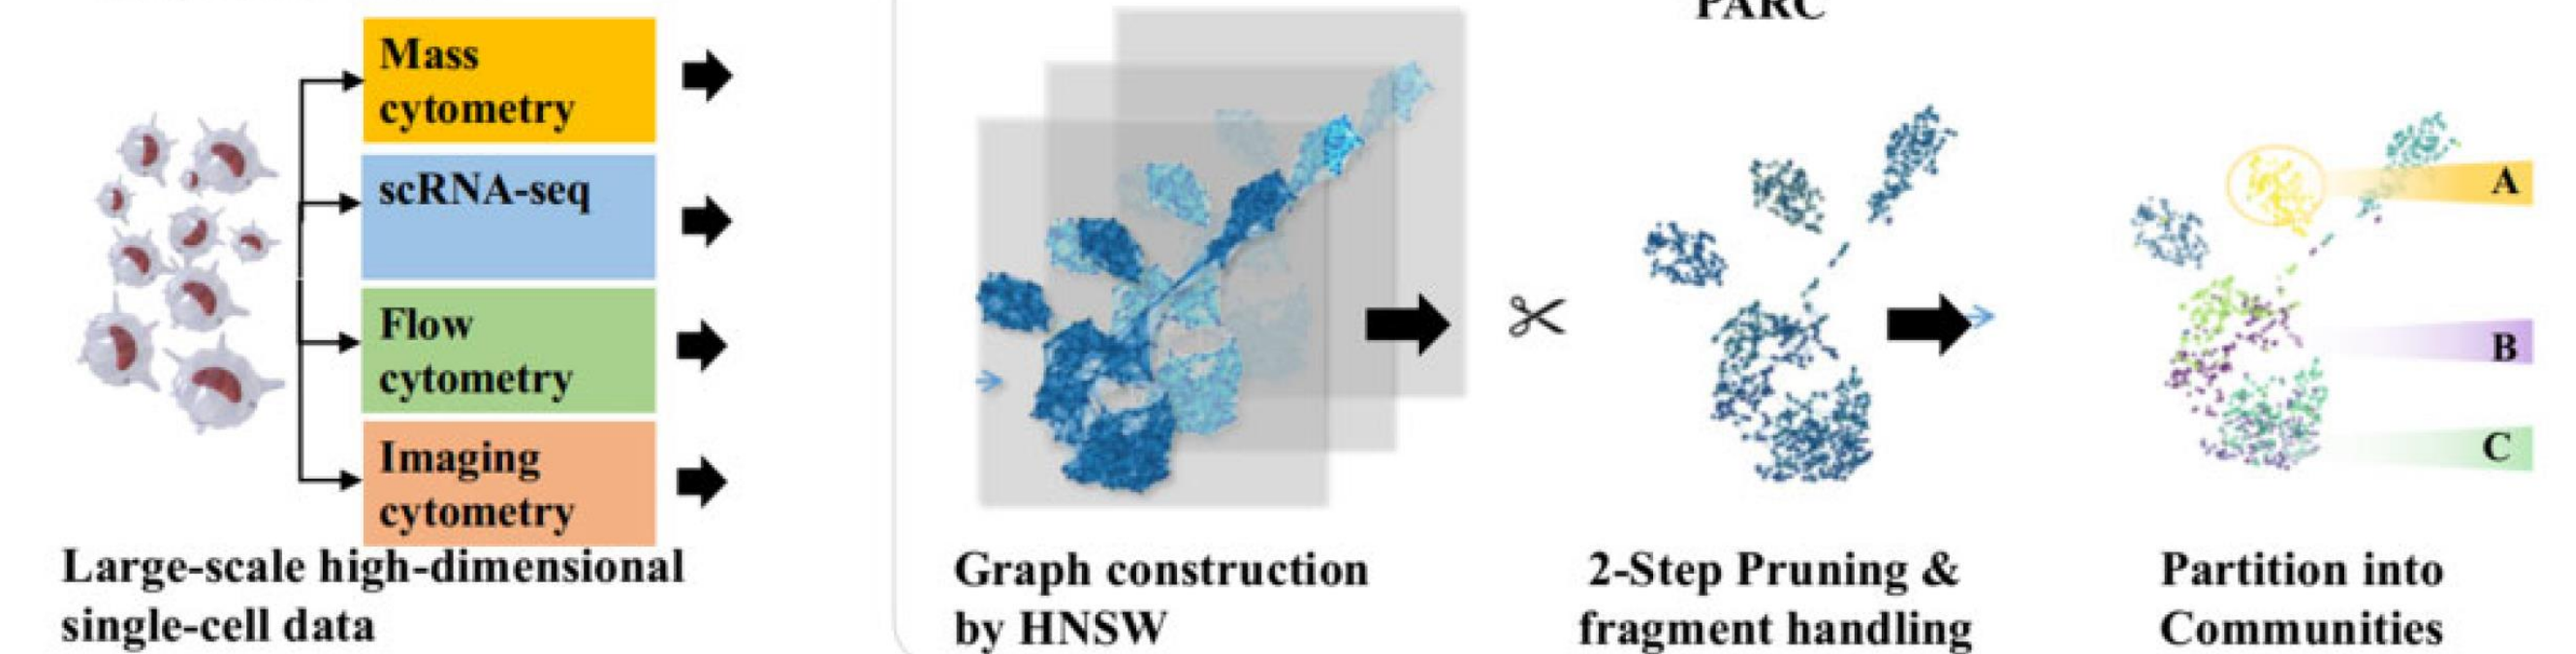 PARC
Mass
cytometry
scRNA-seq
Flow
cytometry
Imaging
cytometry
Large-scale high-dimensional
single-cell data
Graph construction
by HNSW
2-Step Pruning &
fragment handling
A
B
C
Partition into
Communities